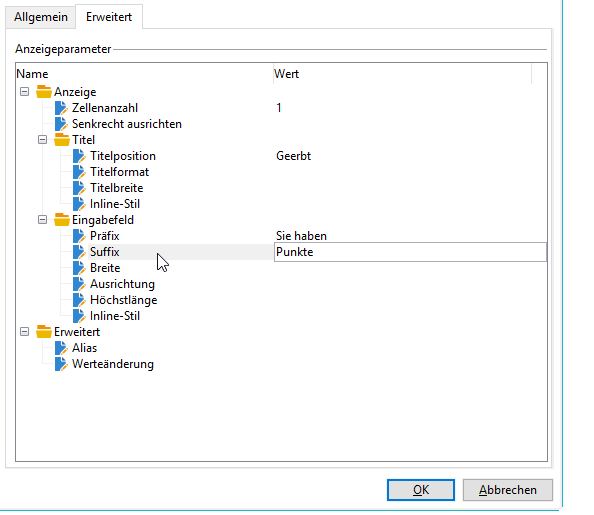 Allgemein Erweitert
Anzeigeparameter
Name Wert
Anzeige
Zellenanzahl 1
Senkrecht ausrichten
Titel
Titelposition Geerbt
Titelformat
Titelbreite
Inline-Stil
Eingabefeld
Präfix Sie haben
Suffix Punkte
Breite
Ausrichtung
Höchstlänge
Inline-Stil
Erweitert
Alias
Werteänderung
OK Abbrechen